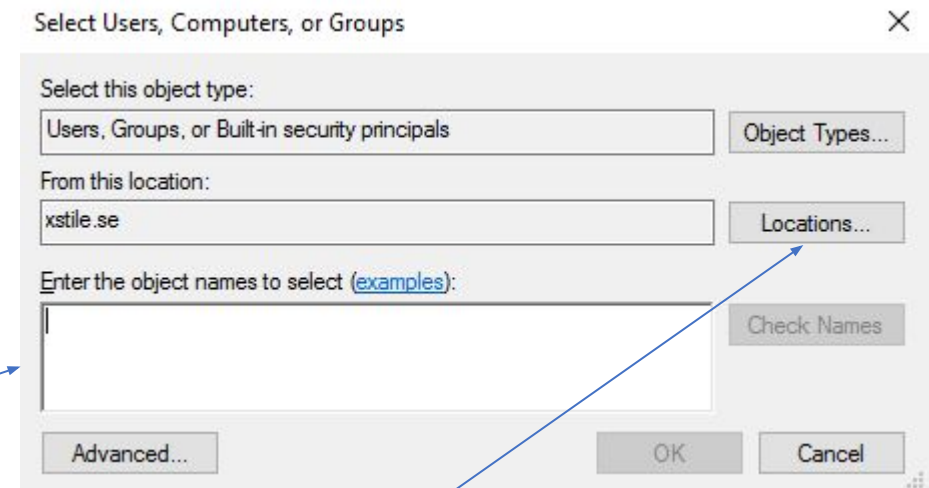 Select Users, Computers, or Groups
Select this object type:
Users, Groups, or Built-in security principals
Object Types...
From this location:
xstile.se
Locations...
Enter the object names to select (examples):
Check Names
Advanced...
OK
Cancel